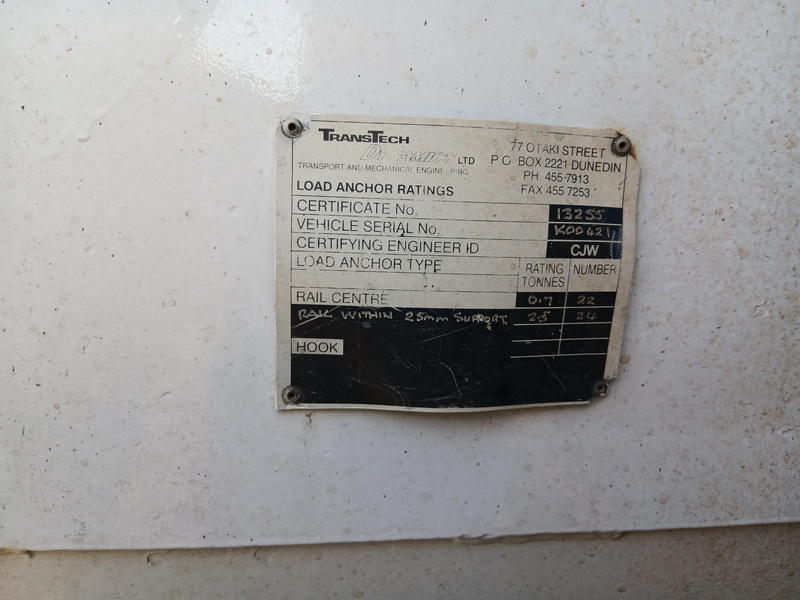 TRANSTECH
DYNAMICS LTD
TRANSPORT AND MECHANICAL ENGINEERING
77 OTAKI STREET
P.O. BOX 2221 DUNEDIN
PH. 455-7913
FAX 455 7253
LOAD ANCHOR RATINGS
CERTIFICATE No. 13255
VEHICLE SERIAL No. K00421
CERTIFYING ENGINEER ID CJW
LOAD ANCHOR TYPE RATING TONNES NUMBER
RAIL CENTRE 0.7 22
RAIL WITHIN 25mm SUPPORT. 2.5 24
HOOK